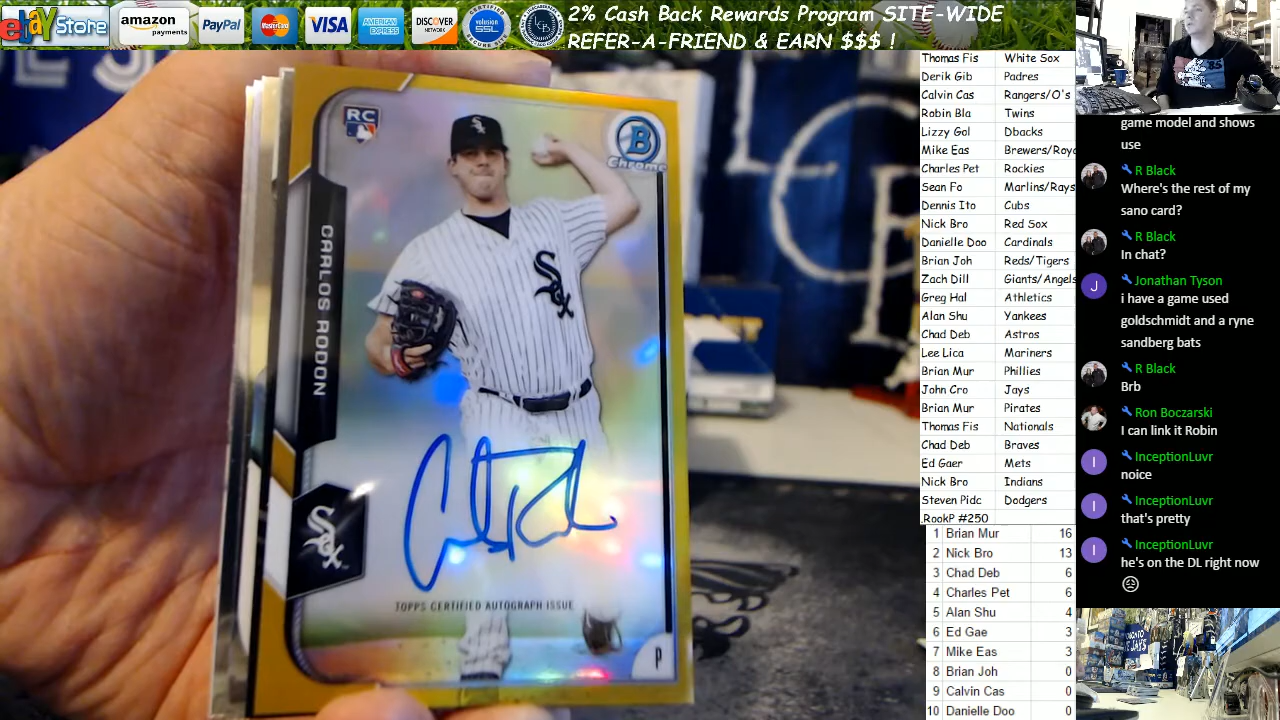 ebay Store
amazon payments
PayPal
MasterCard
VISA
AMERICAN EXPRESS
DISCOVER NETWORK
volusion SSL
2% Cash Back Rewards Program SITE-WIDE
REFER-A-FRIEND & EARN $$$ !
RC
B
Chrome
CARLOS RODON
Sox
Sox
TOPPS CERTIFIED AUTOGRAPH ISSUE
P
Thomas Fis White Sox
Derik Gib Padres
Calvin Cas Rangers/O's
Robin Bla Twins
Lizzy Gol Dbacks
Mike Eas Brewers/Roya
Charles Pet Rockies
Sean Fo Marlins/Rays
Dennis Ito Cubs
Nick Bro Red Sox
Danielle Doo Cardinals
Brian Joh Reds/Tigers
Zach Dill Giants/Angels
Greg Hal Athletics
Alan Shu Yankees
Chad Deb Astros
Lee Lica Mariners
Brian Mur Phillies
John Cro Jays
Brian Mur Pirates
Thomas Fis Nationals
Chad Deb Braves
Ed Gaer Mets
Nick Bro Indians
Steven Pidc Dodgers
.RookP #250
1 Brian Mur 16
2 Nick Bro 13
3 Chad Deb 6
4 Charles Pet 6
5 Alan Shu 4
6 Ed Gae 3
7 Mike Eas 3
8 Brian Joh 0
9 Calvin Cas 0
10 Danielle Doo 0
game model and shows
use
R Black
Where's the rest of my
sano card?
R Black
In chat?
J Jonathan Tyson
i have a game used
goldschmidt and a ryne
sandberg bats
R Black
Brb
Ron Boczarski
I can link it Robin
I InceptionLuvr
noice
I InceptionLuvr
that's pretty
I InceptionLuvr
he's on the DL right now